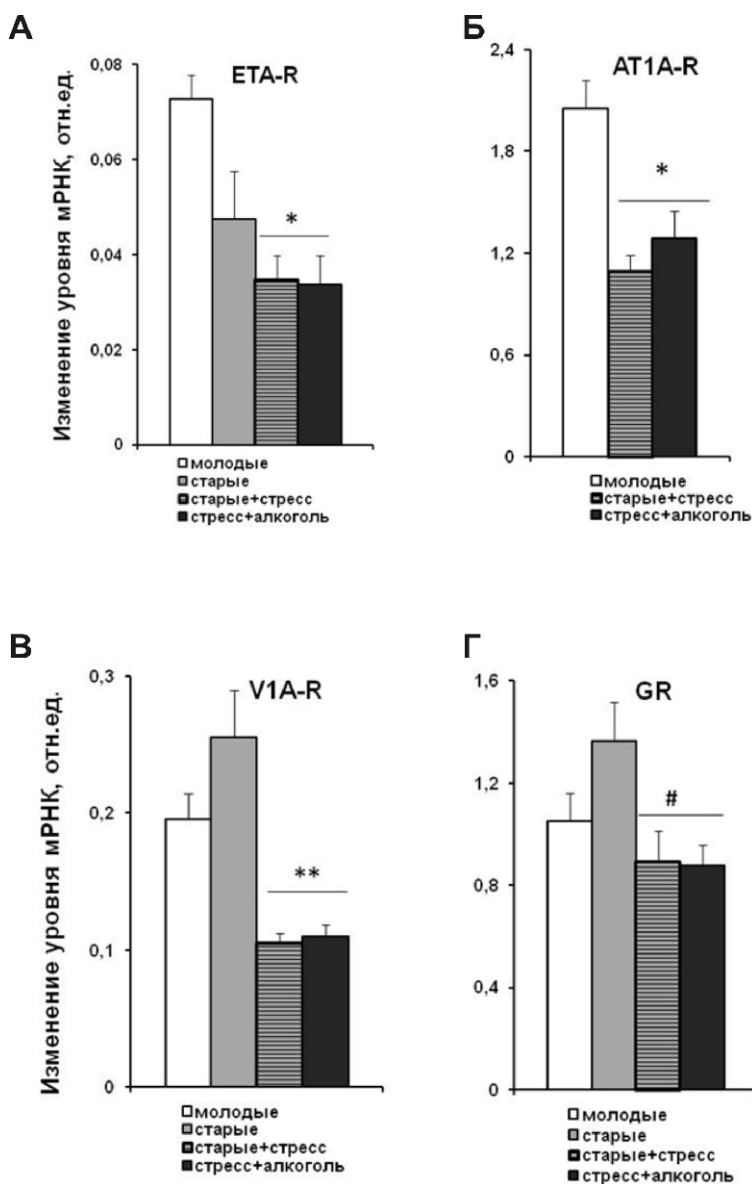 А
ETA-R
Изменение уровня мРНК, отн.ед.
0,08
0,06
0,04
0,02
0
*
молодые
старые
старые+стресс
стресс+алкоголь
Б
AT1A-R
2,4
1,8
1,2
0,6
0
*
молодые
старые+стресс
стресс+алкоголь
В
V1A-R
Изменение уровня мРНК, отн.ед.
0,3
0,2
0,1
0
**
молодые
старые
старые+стресс
стресс+алкоголь
Г
GR
1,6
1,2
0,8
0,4
0
#
молодые
старые
старые+стресс
стресс+алкоголь